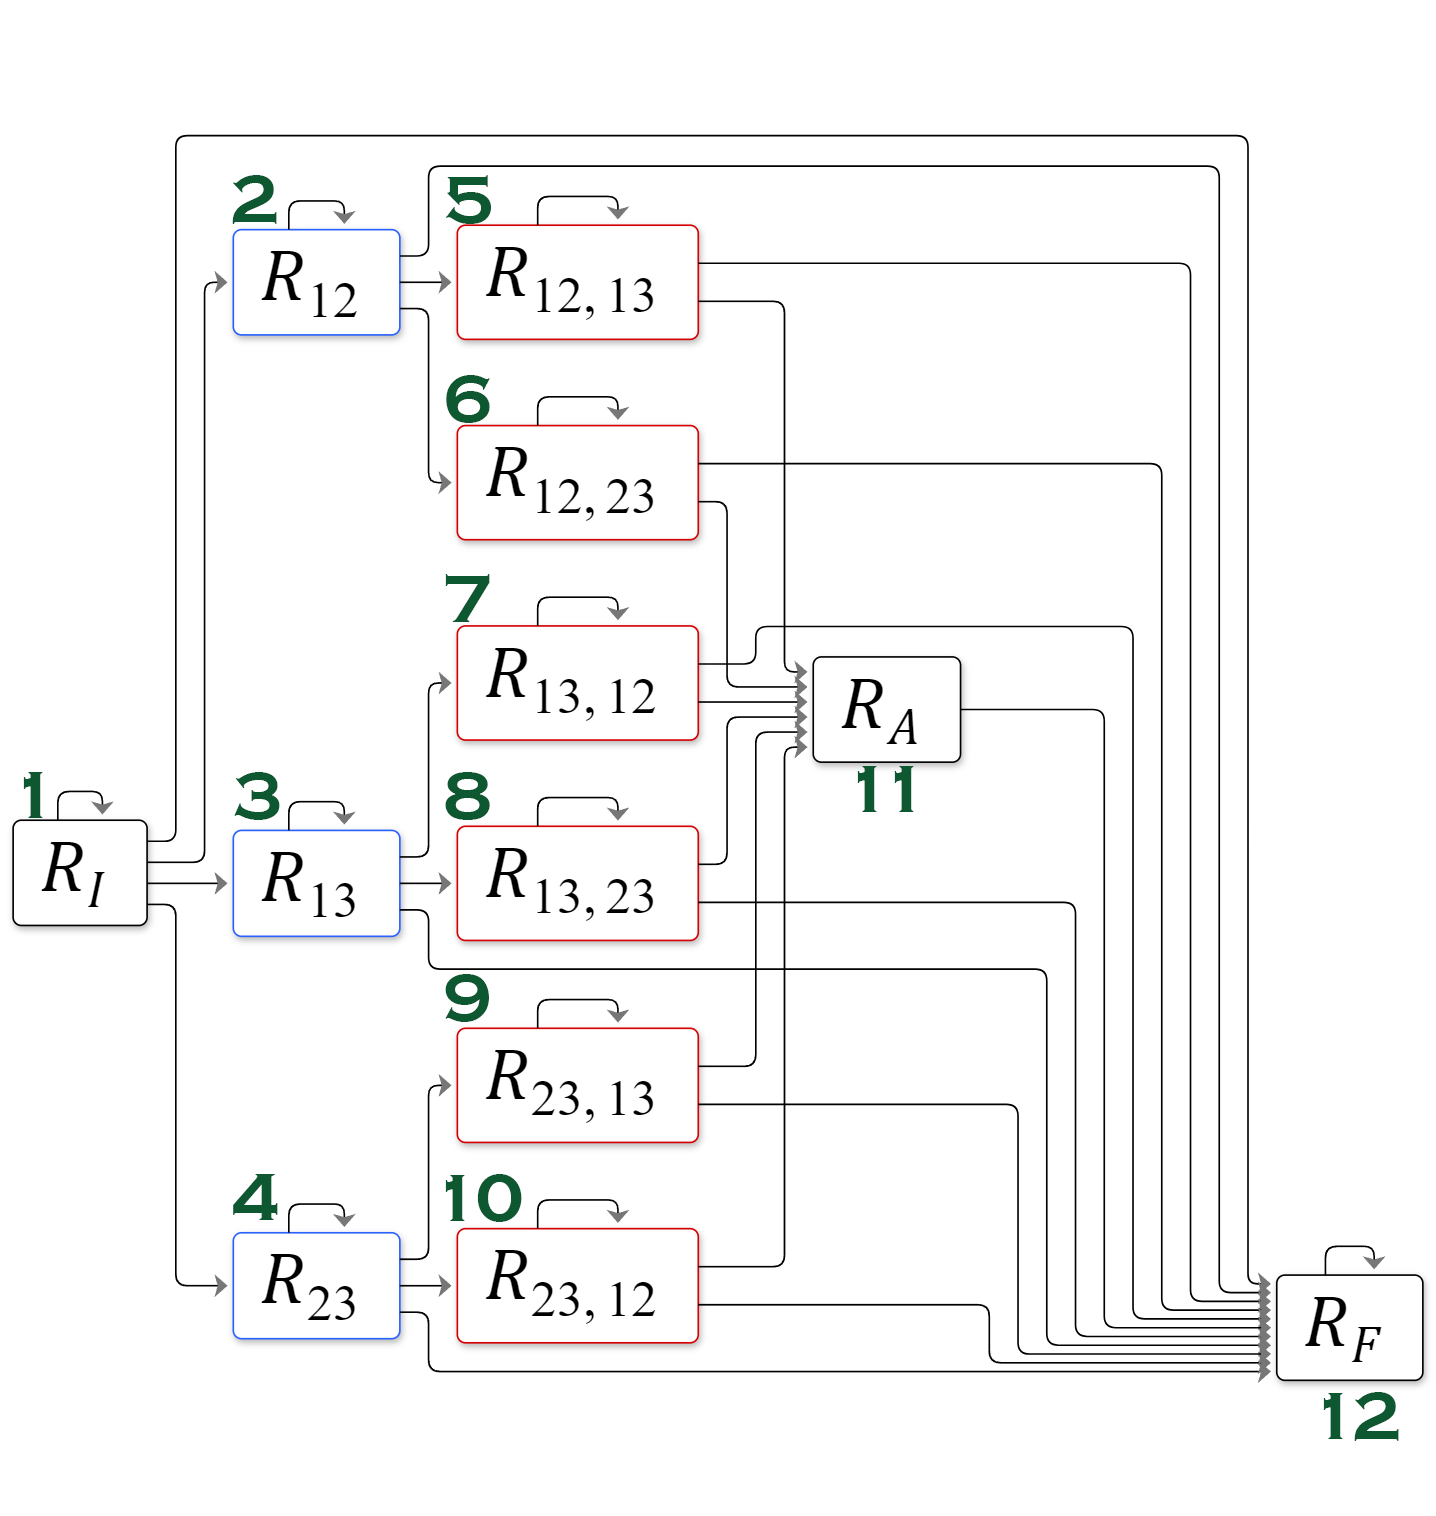 2
R12
5
R12, 13
6
R12, 23
7
R13, 12
RA
11
1
RI
3
R13
8
R13, 23
9
R23, 13
4
R23
10
R23, 12
RF
12